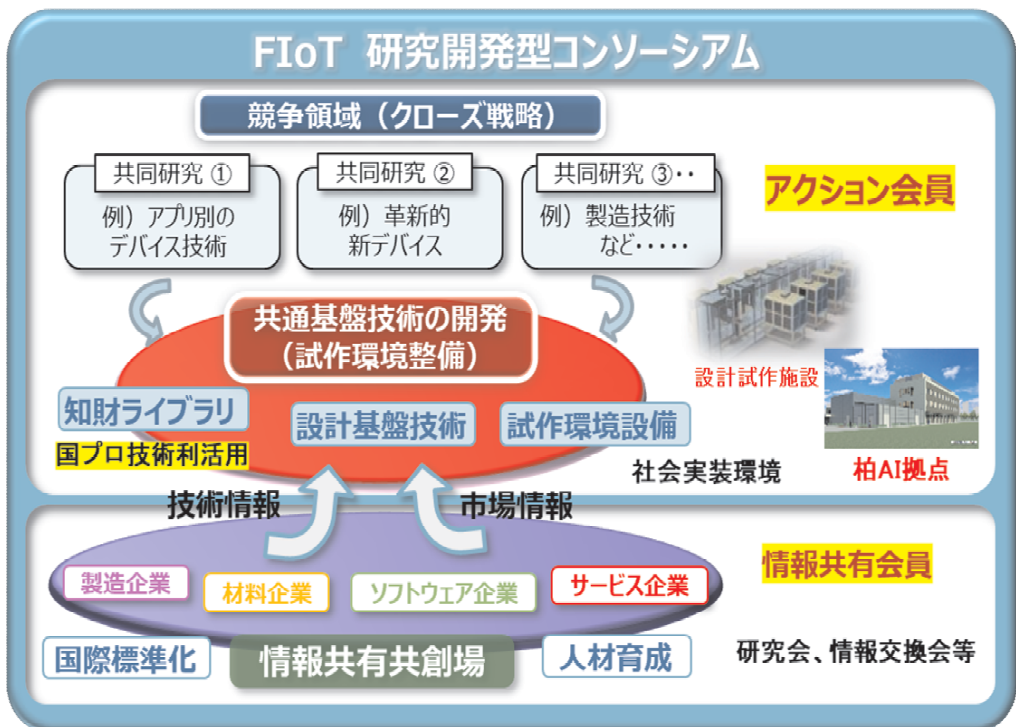 FIoT 研究開発型コンソーシアム
競争領域（クローズ戦略）
共同研究 ①
例）アプリ別の
デバイス技術
共同研究 ②
例）革新的
新デバイス
共同研究 ③‥
例）製造技術
など‥‥‥
アクション会員
共通基盤技術の開発
（試作環境整備）
設計試作施設
知財ライブラリ
設計基盤技術
試作環境設備
国プロ技術利活用
社会実装環境
柏AI拠点
技術情報
市場情報
製造企業
材料企業
ソフトウェア企業
サービス企業
情報共有会員
国際標準化
情報共有共創場
人材育成
研究会、情報交換会等